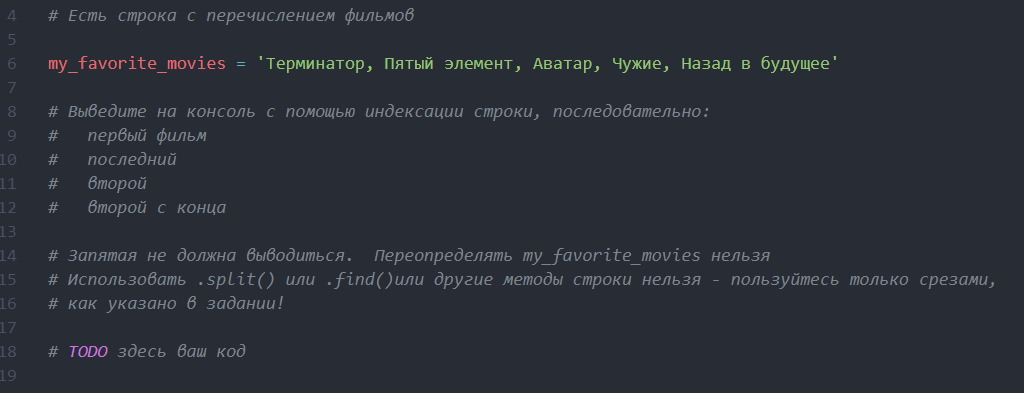 4 # Есть строка с перечислением фильмов
5
6 my_favorite_movies = 'Терминатор, Пятый элемент, Аватар, Чужие, Назад в будущее'
7
8 # Выведите на консоль с помощью индексации строки, последовательно:
9 #   первый фильм
10 #   последний
11 #   второй
12 #   второй с конца
13
14 # Запятая не должна выводиться.  Переопределять my_favorite_movies нельзя
15 # Использовать .split() или .find()или другие методы строки нельзя - пользуйтесь только срезами,
16 # как указано в задании!
17
18 # TODO здесь ваш код
19